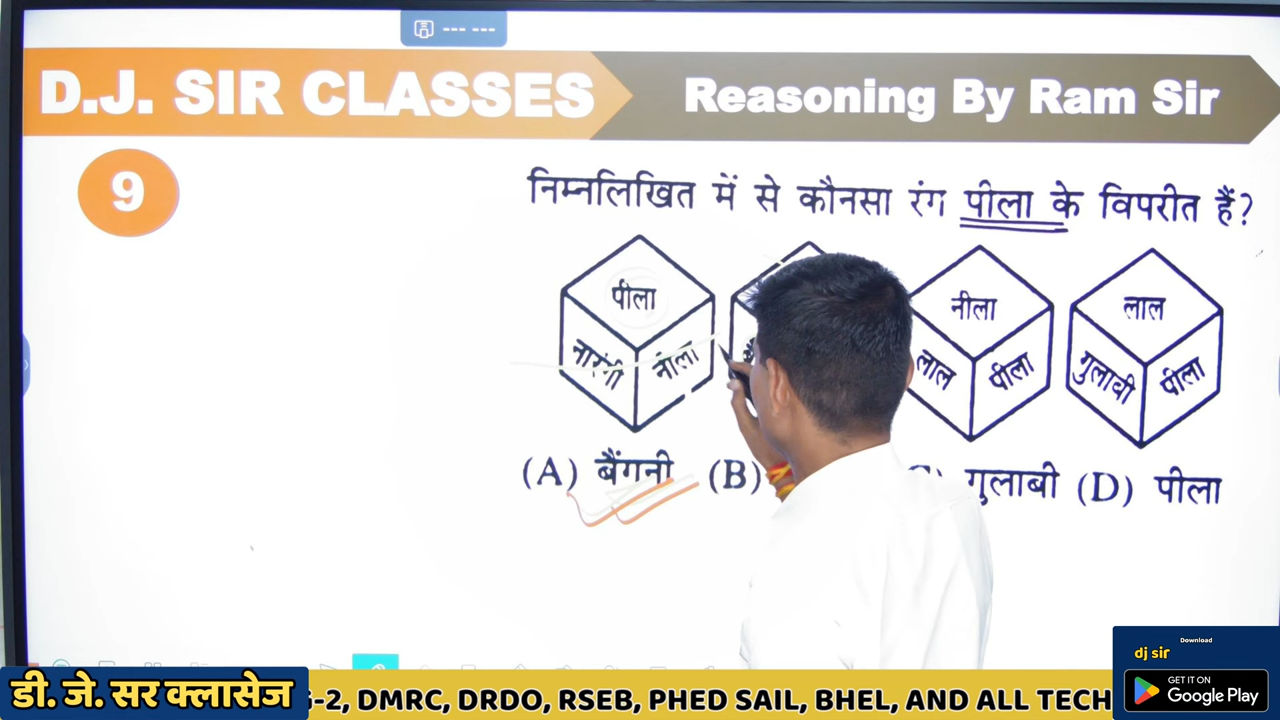 D.J. SIR CLASSES
Reasoning By Ram Sir
9
निम्नलिखित में से कौनसा रंग पीला के विपरीत हैं?
पीला
नारंगी
नीला
नीला
लाल
पीला
लाल
गुलाबी
पीला
(A) बैंगनी (B) गुलाबी (D) पीला
Download
dj sir
GET IT ON
Google Play
डी. जे. सर क्लासेज
-2, DMRC, DRDO, RSEB, PHED SAIL, BHEL, AND ALL TECH